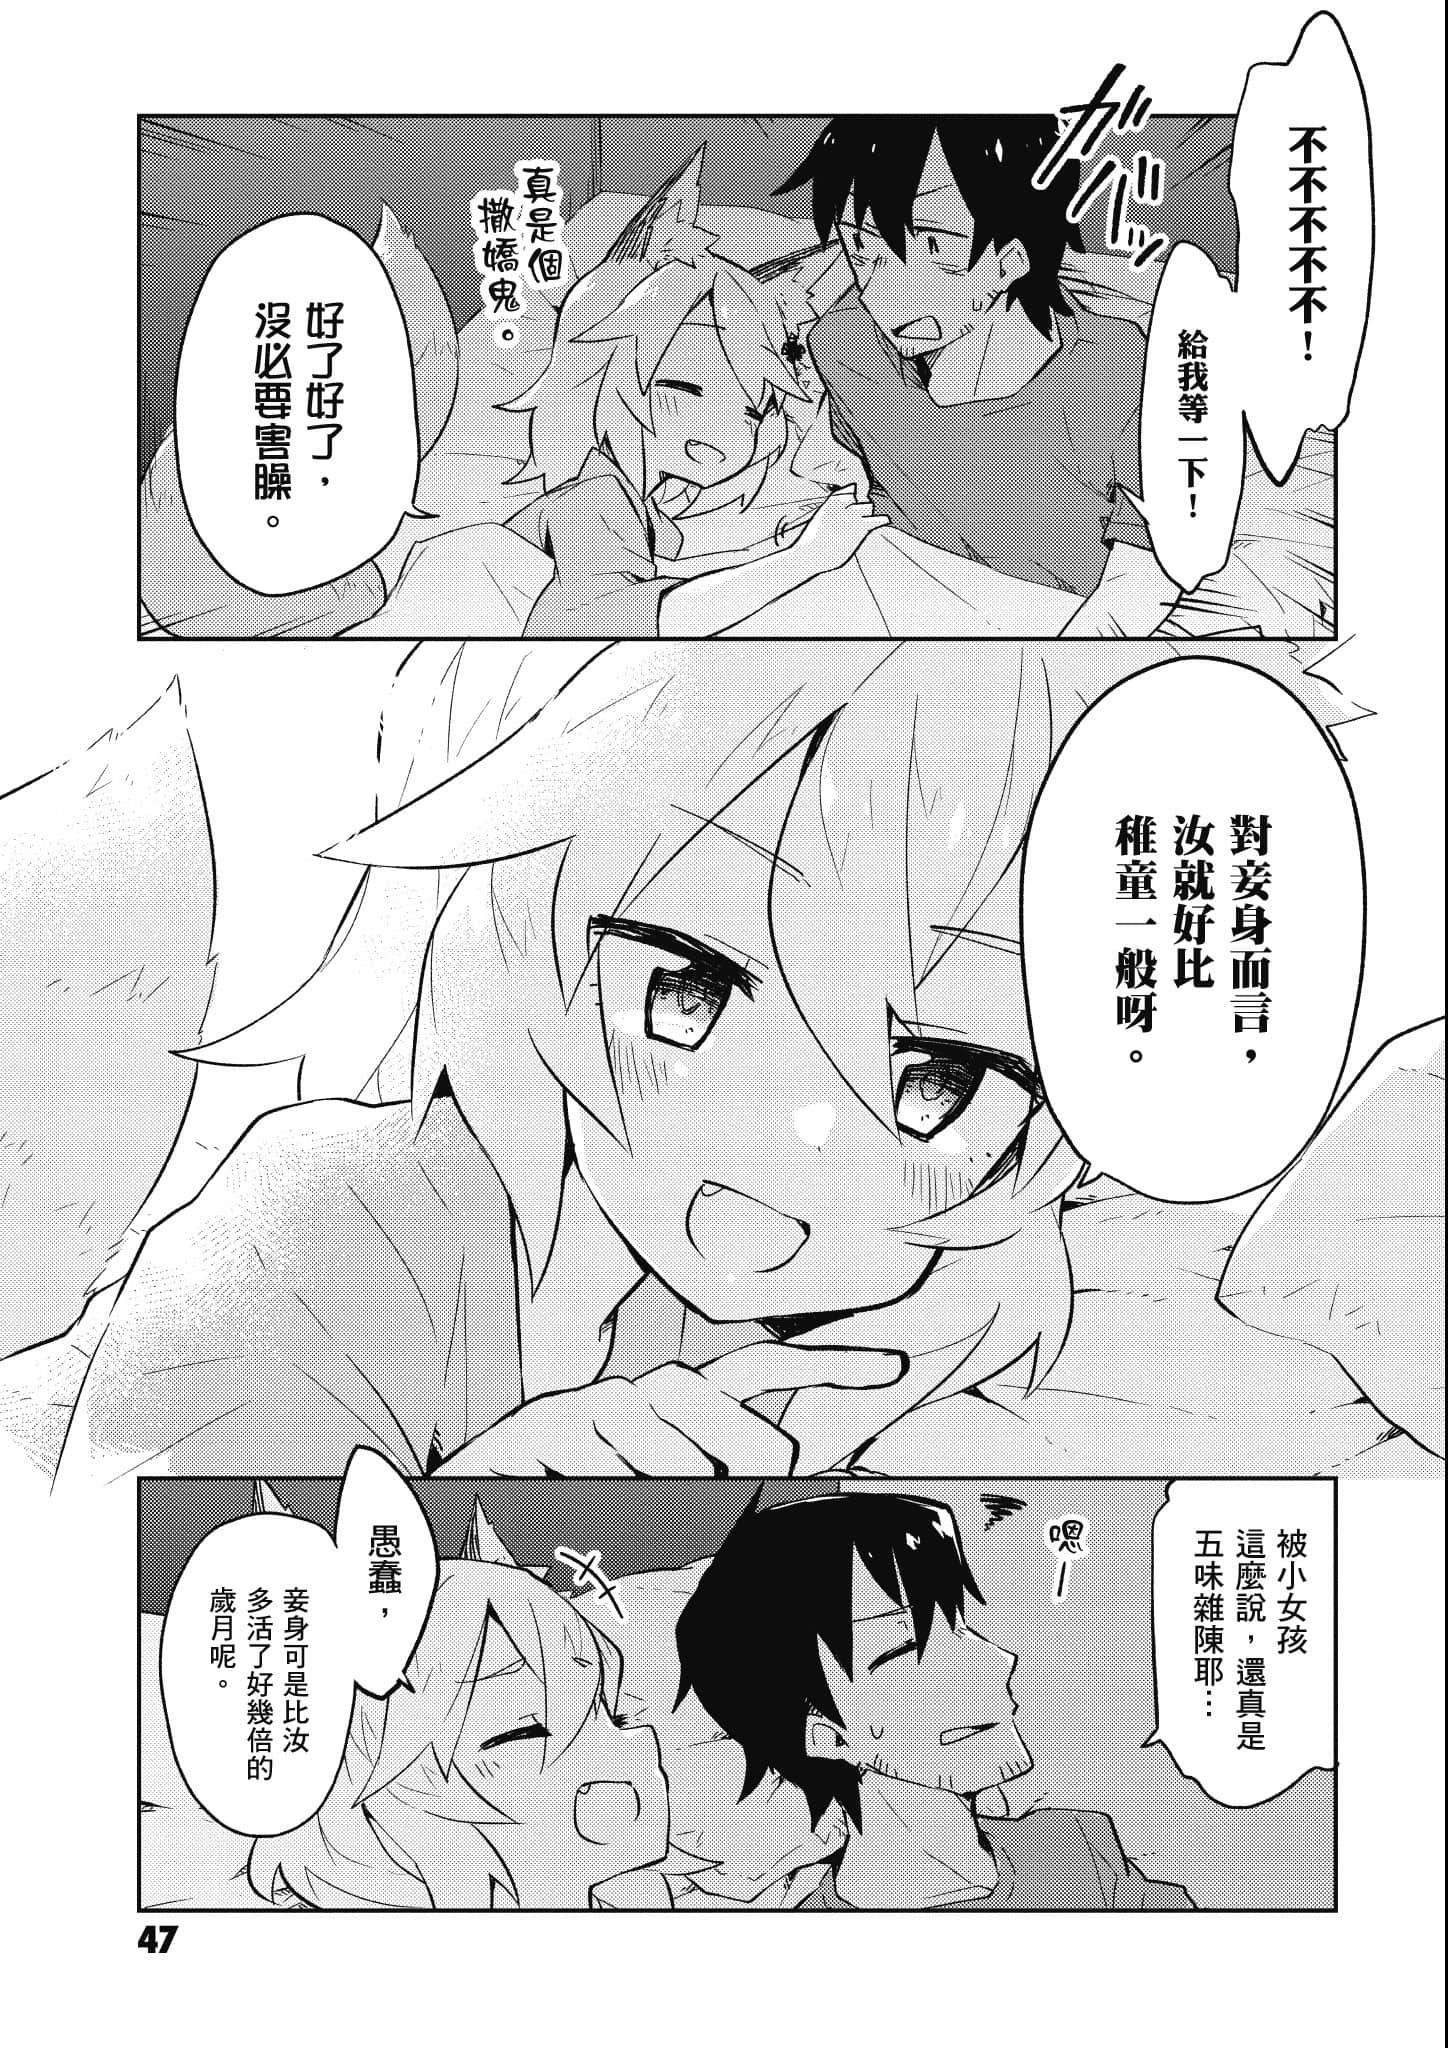 不不不不不！
給我等一下！
ガバッ
真是個
撒嬌鬼。
好了好了，
沒必要害臊。
對妾身而言，
汝就好比
稚童一般呀。
被小女孩
這麼說，還真是
五味雜陳耶…
嗯—
愚蠢，
妾身可是比汝
多活了好幾倍的
歲月呢。
47